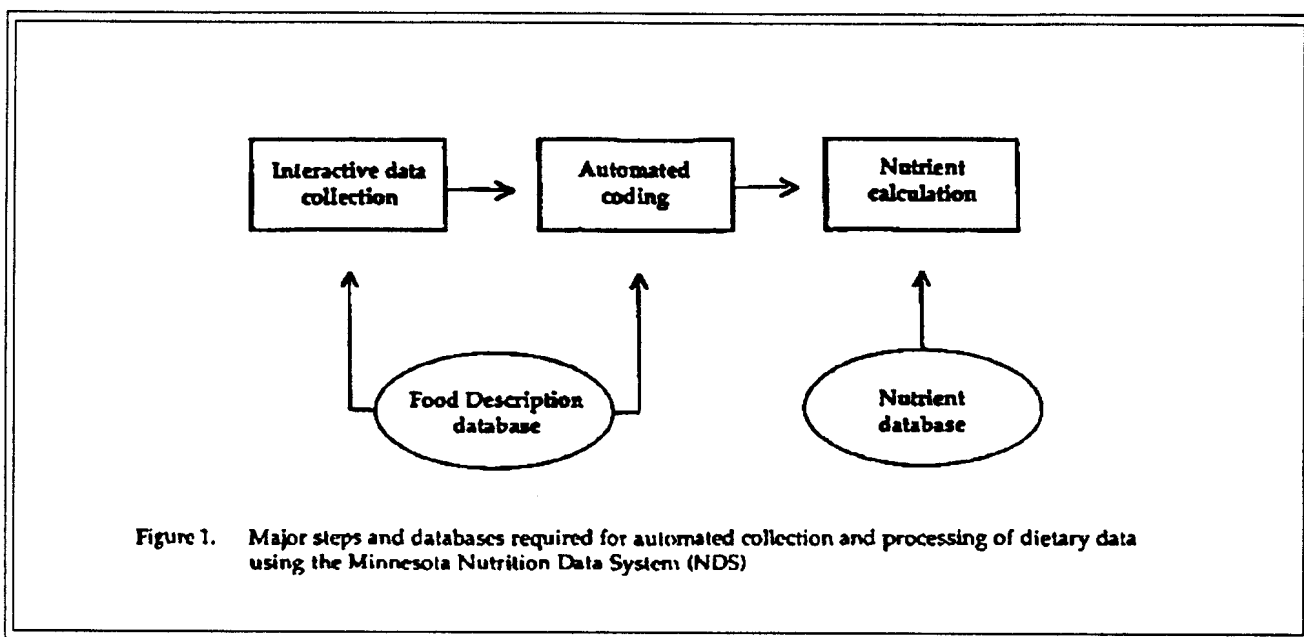 Interactive data
collection
Automated
coding
Nutrient
calculation
Food Description
database
Nutrient
database
Figure 1. Major steps and databases required for automated collection and processing of dietary data
using the Minnesota Nutrition Data System (NDS)